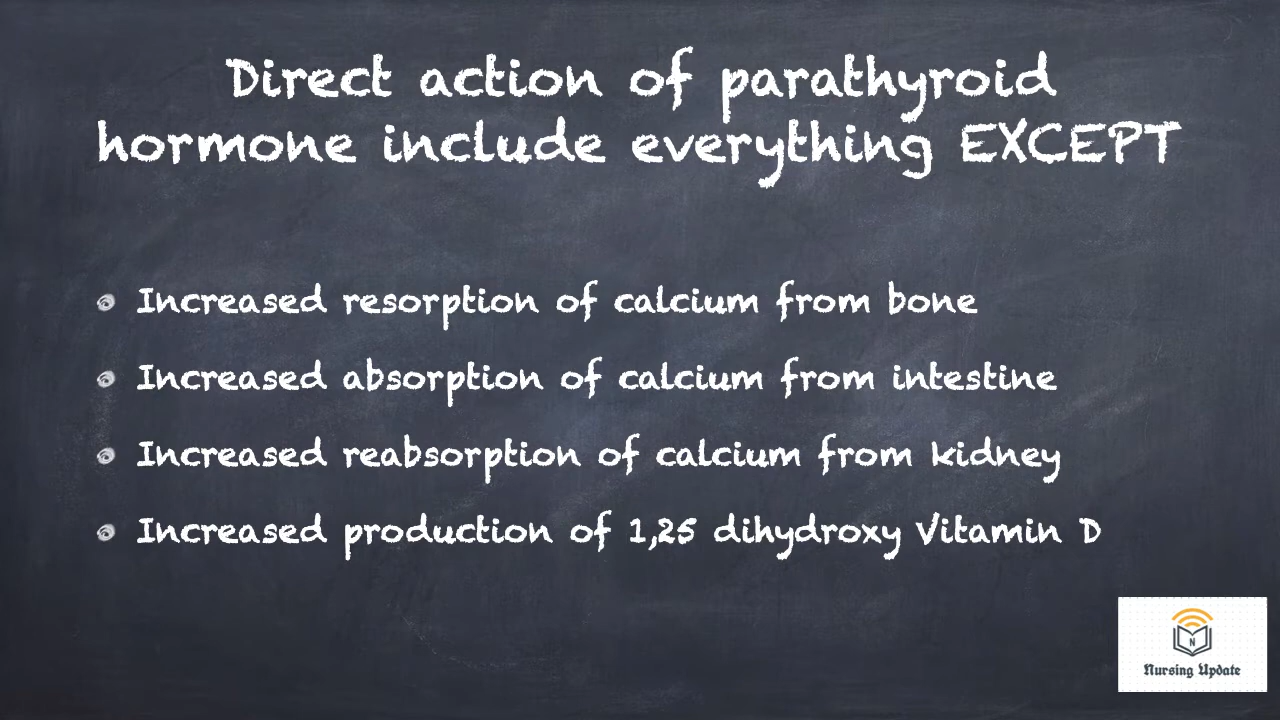 Direct action of parathyroid
hormone include everything EXCEPT
Increased resorption of calcium from bone
Increased absorption of calcium from intestine
Increased reabsorption of calcium from kidney
Increased production of 1,25 dihydroxy Vitamin D
N
Nursing Update